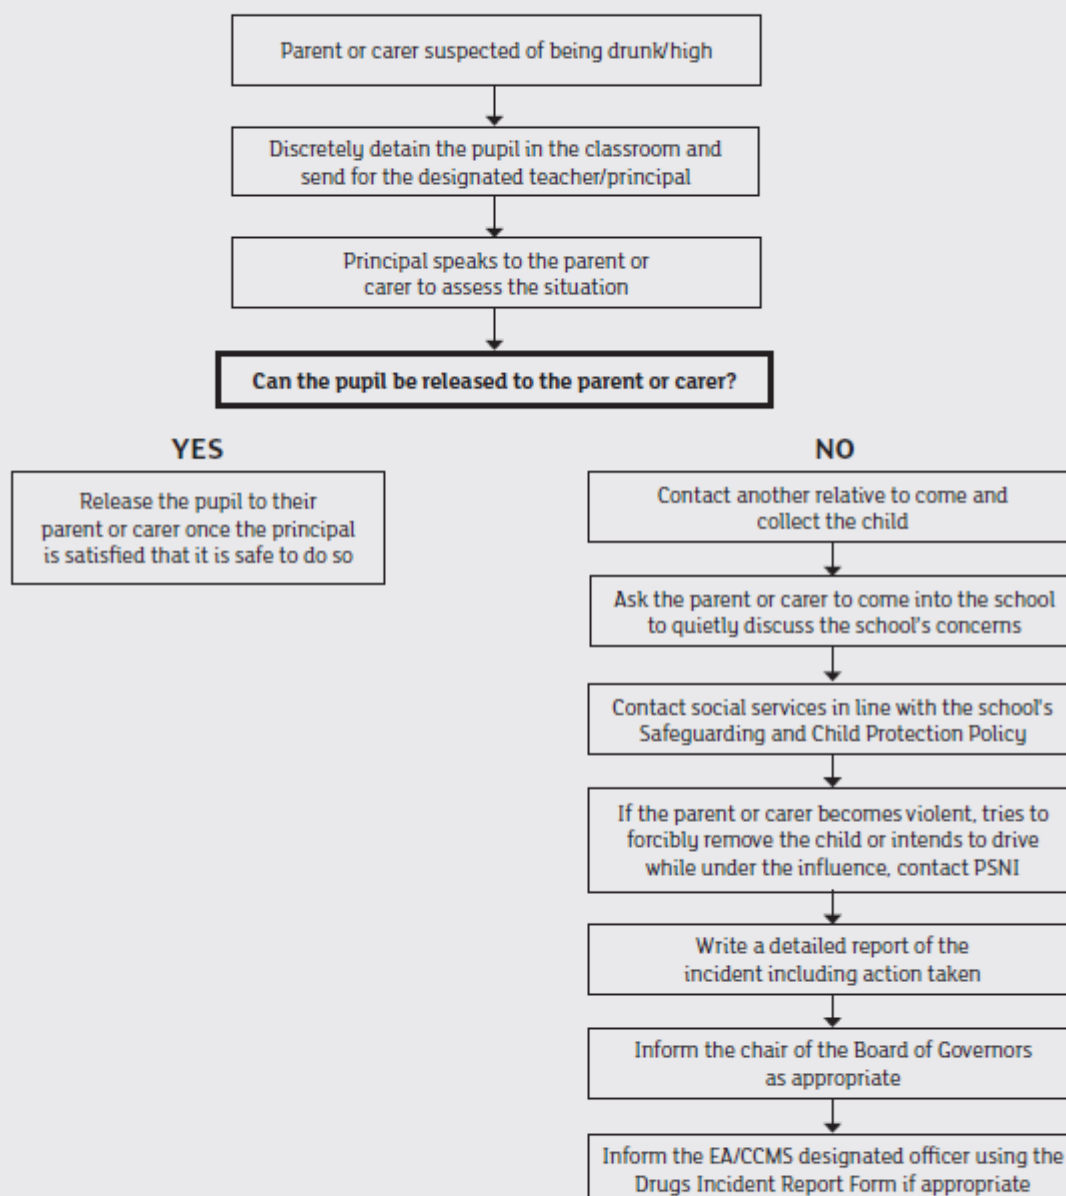 Parent or carer suspected of being drunk/high
Discretely detain the pupil in the classroom and
send for the designated teacher/principal
Principal speaks to the parent or
carer to assess the situation
Can the pupil be released to the parent or carer?
YES
Release the pupil to their
parent or carer once the principal
is satisfied that it is safe to do so
NO
Contact another relative to come and
collect the child
Ask the parent or carer to come into the school
to quietly discuss the school's concerns
Contact social services in line with the school's
Safeguarding and Child Protection Policy
If the parent or carer becomes violent, tries to
forcibly remove the child or intends to drive
while under the influence, contact PSNI
Write a detailed report of the
incident including action taken
Inform the chair of the Board of Governors
as appropriate
Inform the EA/CCMS designated officer using the
Drugs Incident Report Form if appropriate